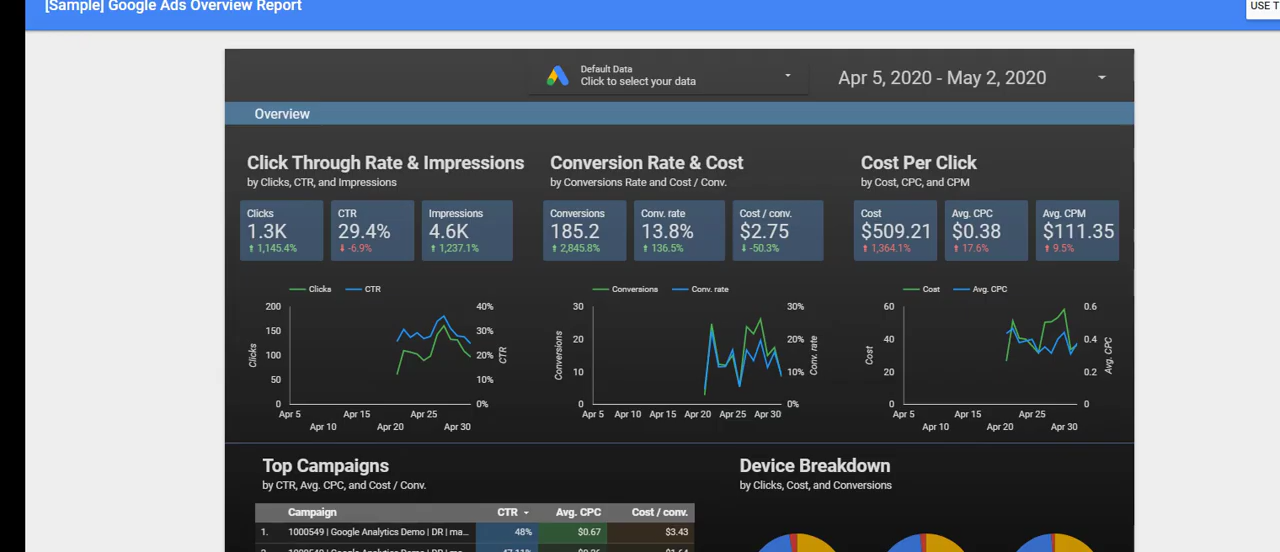 [Sample] Google Ads Overview Report
USE T
Default Data
Click to select your data
Apr 5, 2020 - May 2, 2020
Overview
Click Through Rate & Impressions
by Clicks, CTR, and Impressions
Conversion Rate & Cost
by Conversions Rate and Cost / Conv.
Cost Per Click
by Cost, CPC, and CPM
Clicks
1.3K
1,145.4%
CTR
29.4%
-6.9%
Impressions
4.6K
1,237.1%
Conversions
185.2
2,845.8%
Conv. rate
13.8%
136.5%
Cost / conv.
$2.75
-50.3%
Cost
$509.21
1,364.1%
Avg. CPC
$0.38
17.6%
Avg. CPM
$111.35
9.5%
Clicks CTR
200 40%
150 30%
100 20%
50 10%
0 0%
Clicks
CTR
Apr 5 Apr 15 Apr 25
Apr 10 Apr 20 Apr 30
Conversions Conv. rate
30 30%
20 20%
10 10%
0 0%
Conversions
Conv. rate
Apr 5 Apr 10 Apr 15 Apr 20 Apr 25 Apr 30
Cost Avg. CPC
60 0.6
40 0.4
20 0.2
0 0
Cost
Avg. CPC
Apr 5 Apr 15 Apr 25
Apr 10 Apr 20 Apr 30
Top Campaigns
by CTR, Avg. CPC, and Cost / Conv.
Device Breakdown
by Clicks, Cost, and Conversions
Campaign CTR Avg. CPC Cost / conv.
1. 1000549 | Google Analytics Demo | DR | ma... 48% $0.67 $3.43